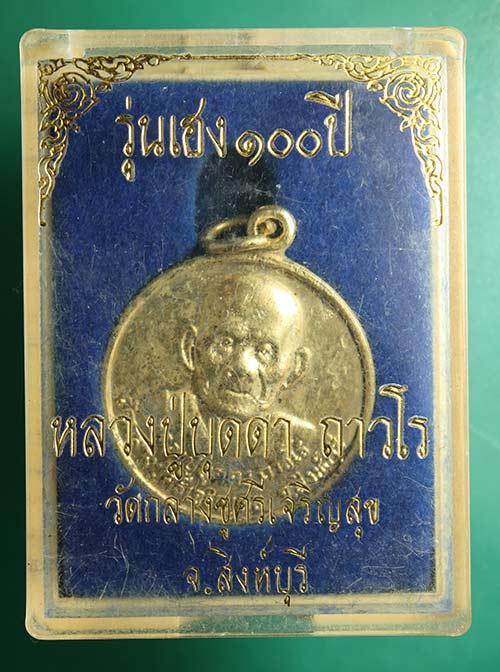 รุ่นเฮง ๑๐๐ ปี
หลวงปู่บุดดา ถาวโร
วัดกลางชูศรีเจริญสุข
จ.สิงห์บุรี